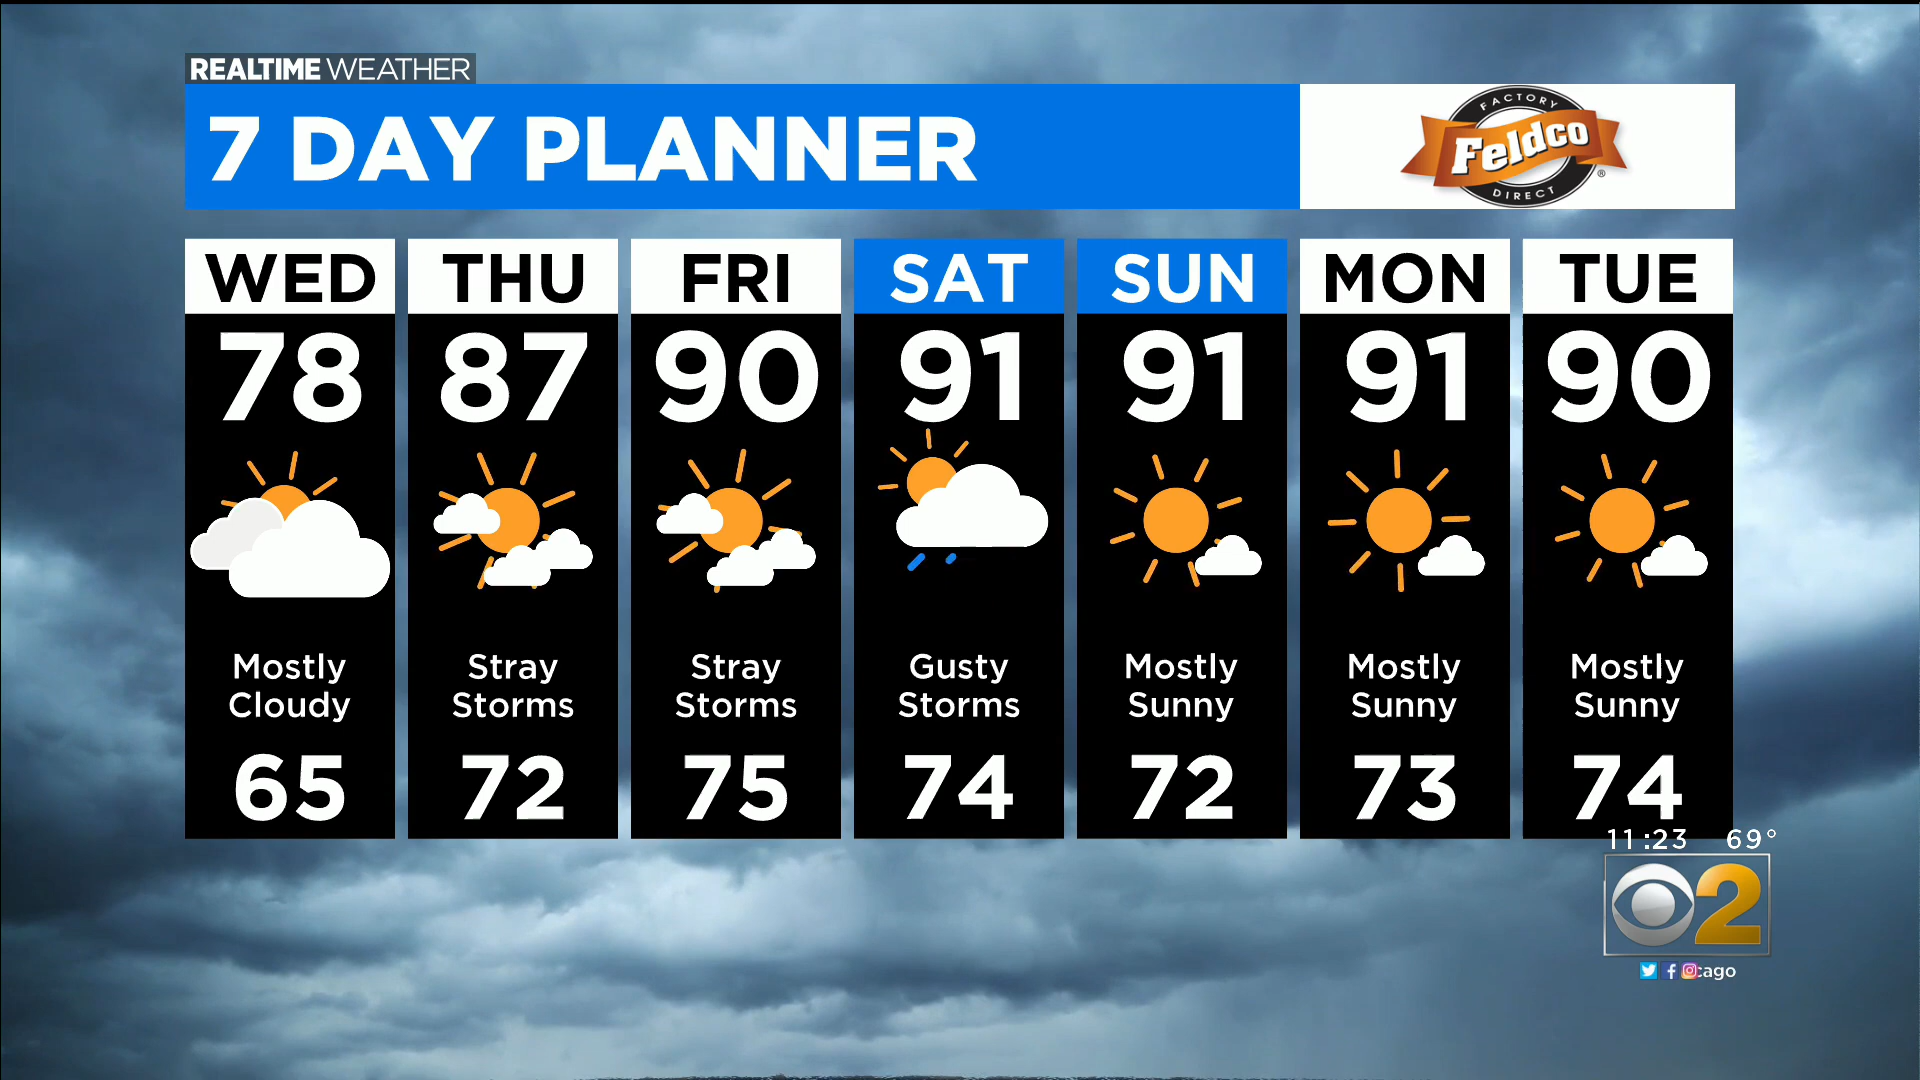 REALTIME WEATHER
7 DAY PLANNER
FACTORY
Feldco
®
DIRECT
WED THU FRI SAT SUN MON TUE
78 87 90 91 91 91 90
Mostly Stray Stray Gusty Mostly Mostly Mostly
Cloudy Storms Storms Storms Sunny Sunny Sunny
65 72 75 74 72 73 74
11:23 69°
2
cago